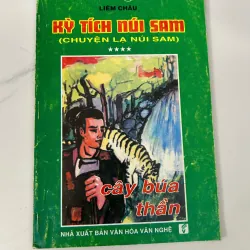 LIÊM CHÂU
KỲ TÍCH NÚI SAM
(CHUYỆN LẠ NÚI SAM)
****
cây búa
thần
NHÀ XUẤT BẢN VĂN HÓA VĂN NGHỆ